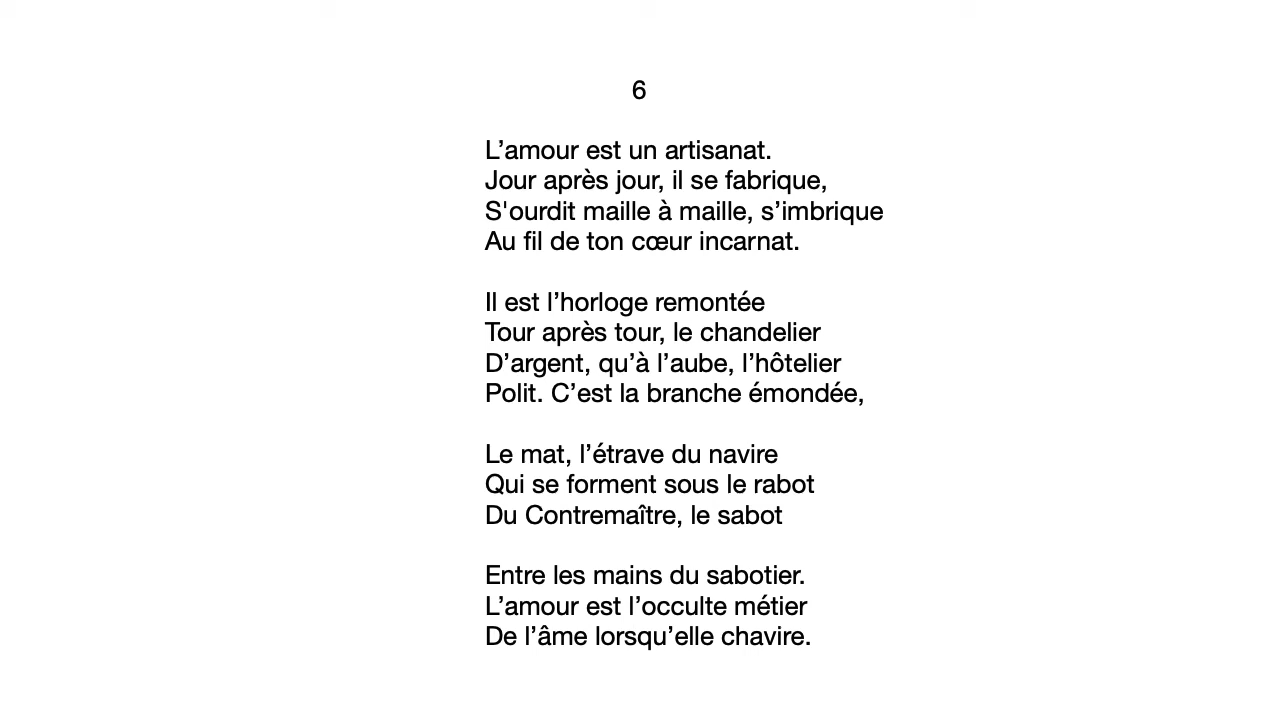 6
L’amour est un artisanat.
Jour après jour, il se fabrique,
S'ourdit maille à maille, s’imbrique
Au fil de ton cœur incarnat.
Il est l’horloge remontée
Tour après tour, le chandelier
D’argent, qu’à l’aube, l’hôtelier
Polit. C’est la branche émondée,
Le mat, l’étrave du navire
Qui se forment sous le rabot
Du Contremaître, le sabot
Entre les mains du sabotier.
L’amour est l’occulte métier
De l’âme lorsqu’elle chavire.